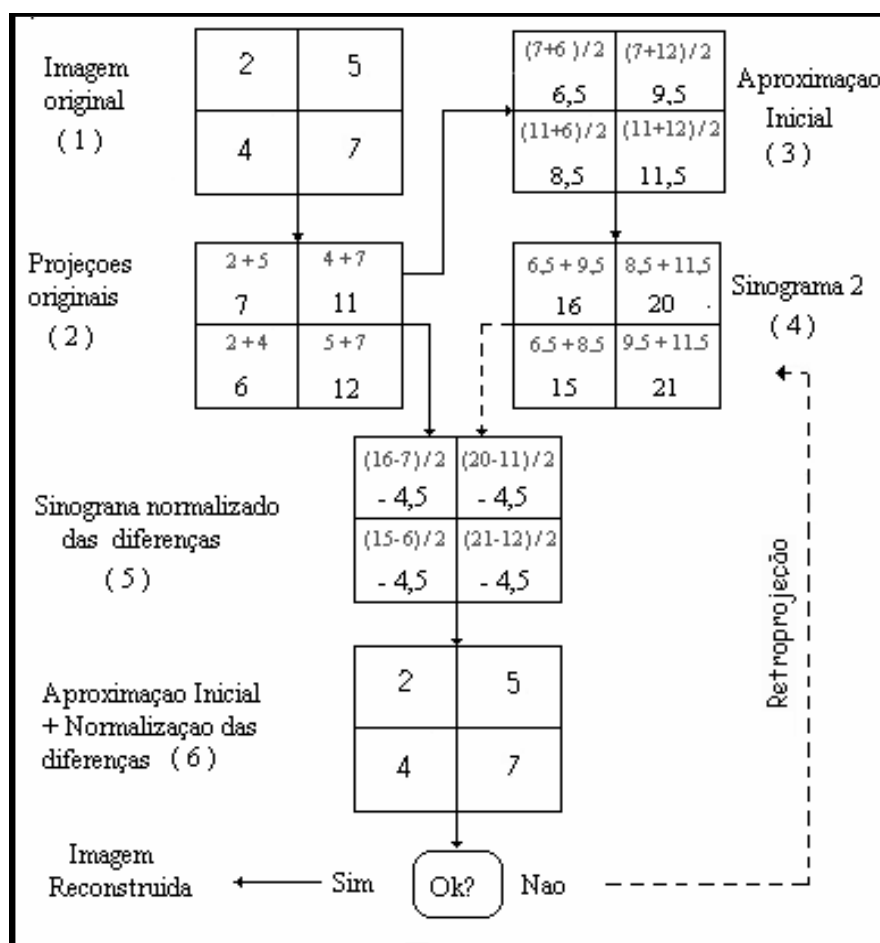 Imagem
original
( 1 )
2 5
4 7
(7+6 )/2 (7+12)/2
6,5 9,5
(11+6)/2 (11+12)/2
8,5 11,5
Aproximaçao
Inicial
( 3 )
Projeçoes
originais
( 2 )
2 + 5 4 + 7
7 11
2 + 4 5 + 7
6 12
6,5 + 9,5 8,5 + 11,5
16 20
6,5 + 8,5 9,5 + 11,5
15 21
Sinograma 2
( 4 )
Sinograna normalizado
das diferenças
( 5 )
(16-7)/2 (20-11)/2
- 4,5 - 4,5
(15-6)/2 (21-12)/2
- 4,5 - 4,5
Retroprojeção
Aproximaçao Inicial
+ Normalizaçao das
diferenças ( 6 )
2 5
4 7
Imagem
Reconstruida
Sim
Ok?
Nao